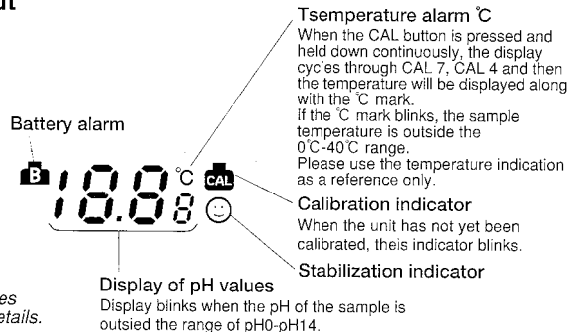 ut
Tsemperature alarm ℃
When the CAL button is pressed and
held down continuously, the display
cycles through CAL 7, CAL 4 and then
the temperature will be displayed along
with the ℃ mark.
If the ℃ mark blinks, the sample
temperature is outside the
0℃-40℃ range.
Please use the temperature indication
as a reference only.
Battery alarm
B 18.88 ℃ CAL
Calibration indicator
When the unit has not yet been
calibrated, theis indicator blinks.
Stabilization indicator
Display of pH values
Display blinks when the pH of the sample is
outsied the range of pH0-pH14.
es
etails.